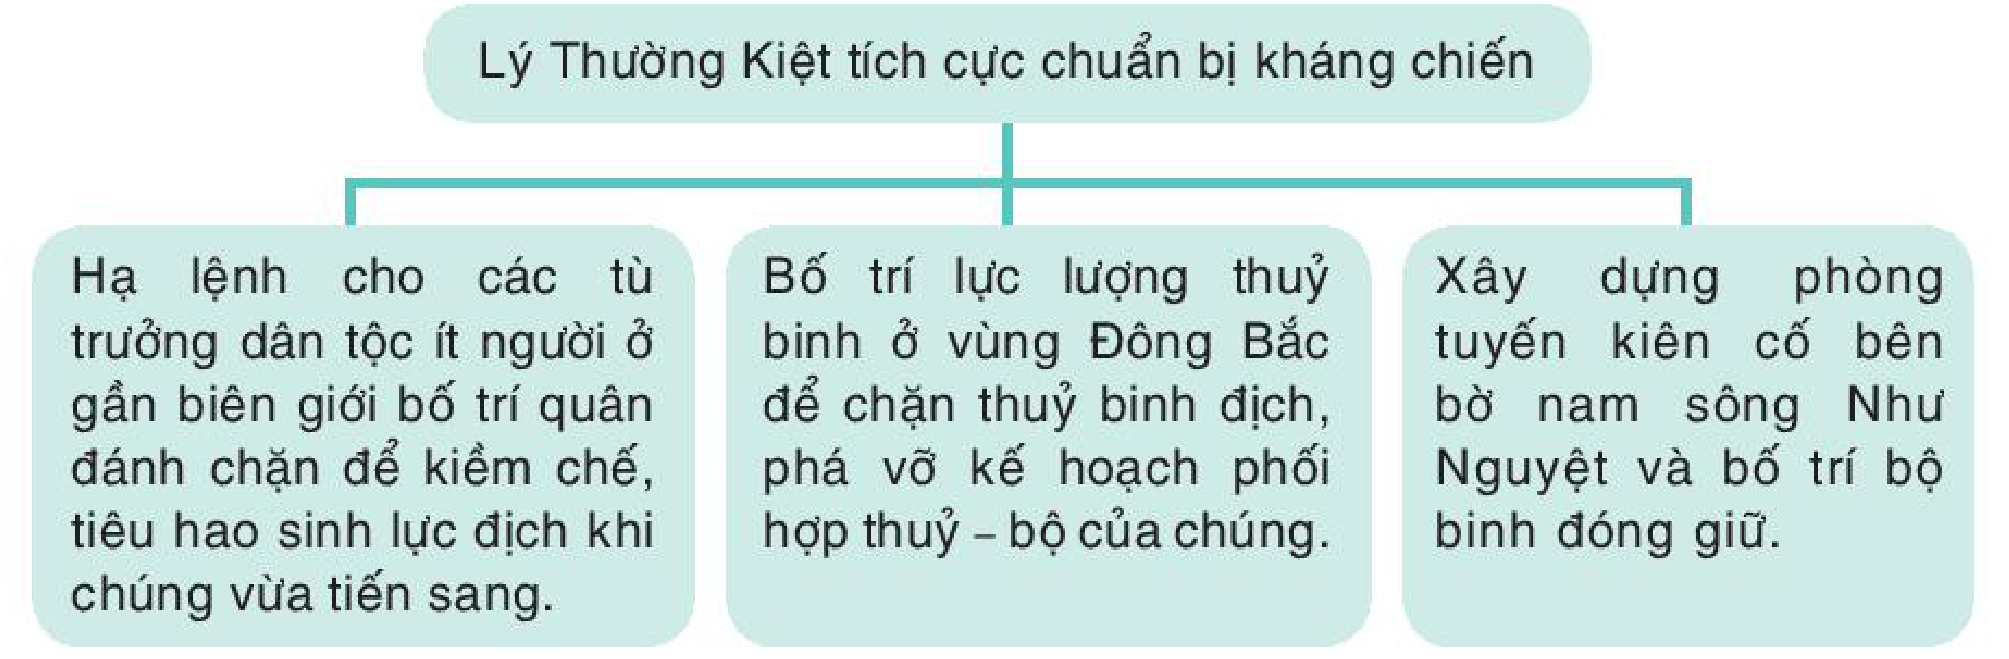 Lý Thường Kiệt tích cực chuẩn bị kháng chiến
Hạ lệnh cho các tù
trưởng dân tộc ít người ở
gần biên giới bố trí quân
đánh chặn để kiềm chế,
tiêu hao sinh lực địch khi
chúng vừa tiến sang.
Bố trí lực lượng thuỷ
binh ở vùng Đông Bắc
để chặn thuỷ binh địch,
phá vỡ kế hoạch phối
hợp thuỷ – bộ của chúng.
Xây dựng phòng
tuyến kiên cố bên
bờ nam sông Như
Nguyệt và bố trí bộ
binh đóng giữ.